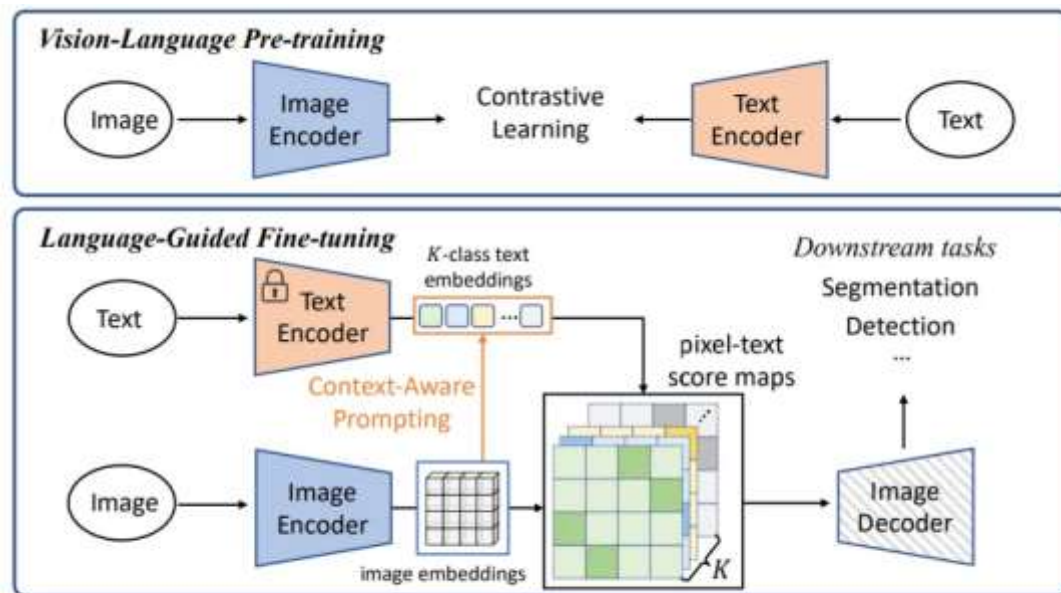 Vision-Language Pre-training
Image
Image
Encoder
Contrastive
Learning
Text
Encoder
Text
Language-Guided Fine-tuning
Text
Text
Encoder
K-class text
embeddings
...
Downstream tasks
Segmentation
Detection
...
pixel-text
score maps
Context-Aware
Prompting
Image
Image
Encoder
image embeddings
K
Image
Decoder